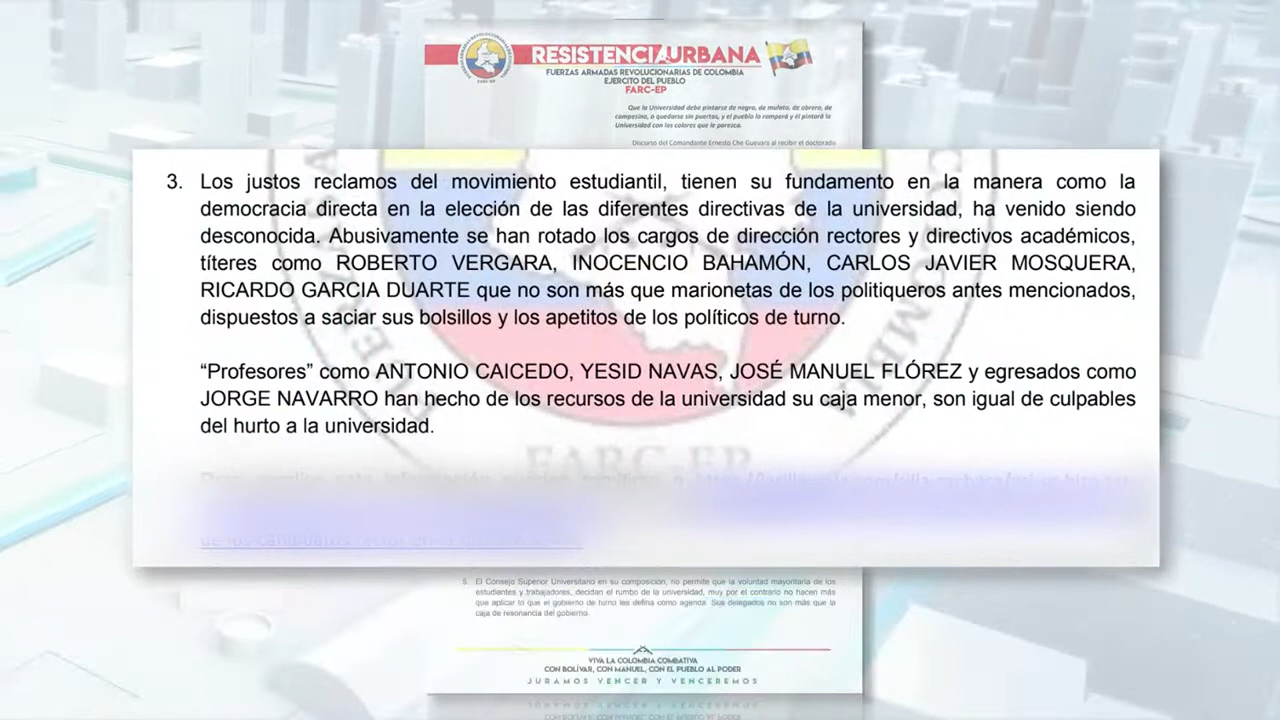 RESISTENCIA URBANA
FUERZAS ARMADAS REVOLUCIONARIAS DE COLOMBIA
EJERCITO DEL PUEBLO
FARC-EP
FARC-EP
Que la Universidad debe pintarse de negro, de mulato, de obrero, de
campesino, o quedarse sin puertas, y el pueblo la romperá y él pintará la
Universidad con los colores que le parezca.
Discurso del Comandante Ernesto Che Guevara al recibir el doctorado
3. Los justos reclamos del movimiento estudiantil, tienen su fundamento en la manera como la
democracia directa en la elección de las diferentes directivas de la universidad, ha venido siendo
desconocida. Abusivamente se han rotado los cargos de dirección rectores y directivos académicos,
títeres como ROBERTO VERGARA, INOCENCIO BAHAMÓN, CARLOS JAVIER MOSQUERA,
RICARDO GARCIA DUARTE que no son más que marionetas de los politiqueros antes mencionados,
dispuestos a saciar sus bolsillos y los apetitos de los políticos de turno.
“Profesores” como ANTONIO CAICEDO, YESID NAVAS, JOSÉ MANUEL FLÓREZ y egresados como
JORGE NAVARRO han hecho de los recursos de la universidad su caja menor, son igual de culpables
del hurto a la universidad.
FARC-EP
5. El Consejo Superior Universitario en su composición, no permite que la voluntad mayoritaria de los
estudiantes y trabajadores, decidan el rumbo de la universidad, muy por el contrario no hacen más
que aplicar lo que el gobierno de turno les defina como agenda. Sus delegados no son más que la
caja de resonancia del gobierno.
VIVA LA COLOMBIA COMBATIVA
CON BOLÍVAR, CON MANUEL, CON EL PUEBLO AL PODER
JURAMOS VENCER Y VENCEREMOS